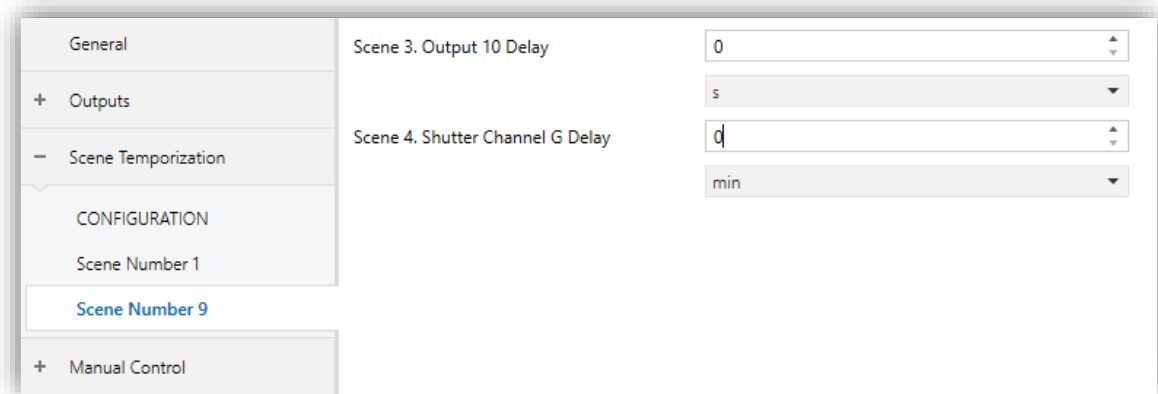 General
+ Outputs
− Scene Temporization
CONFIGURATION
Scene Number 1
Scene Number 9
+ Manual Control
Scene 3. Output 10 Delay
0
s
Scene 4. Shutter Channel G Delay
0
min